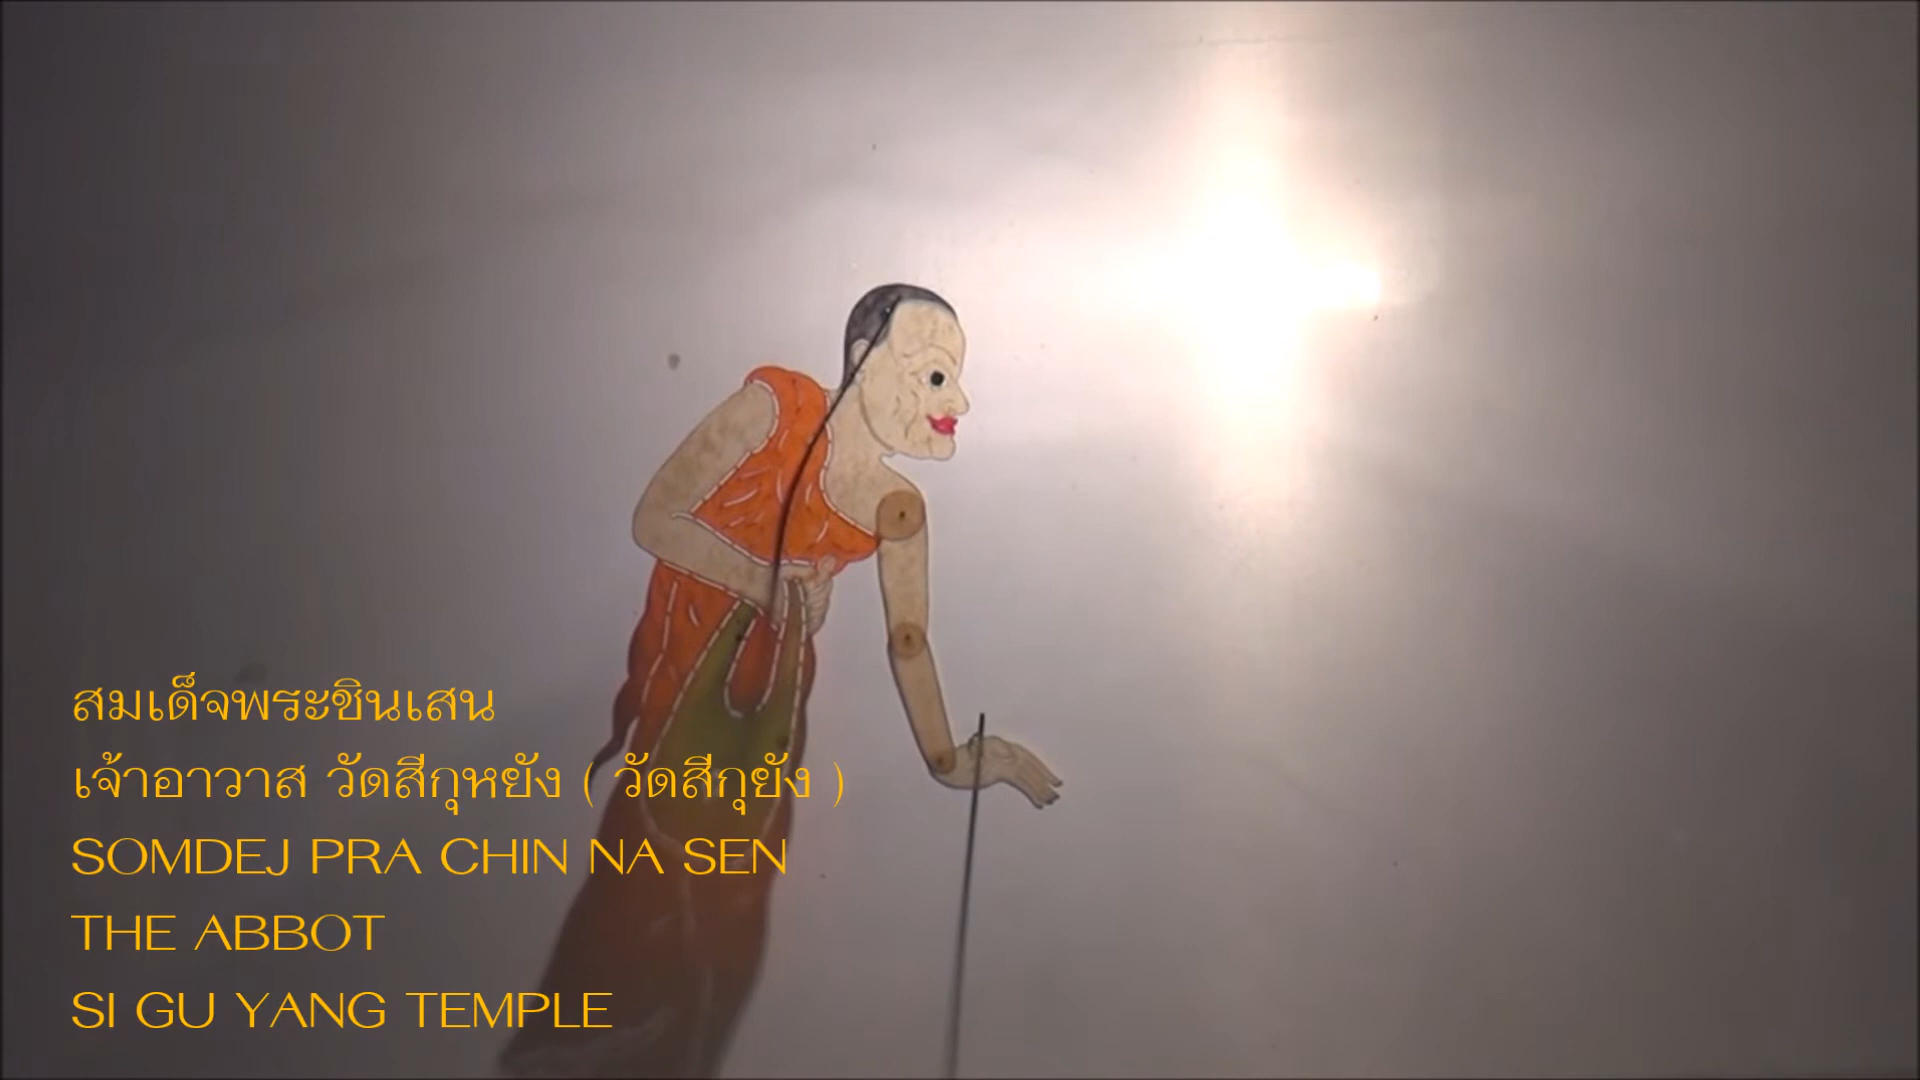 สมเด็จพระชินเสน
เจ้าอาวาส วัดสีกุหยัง ( วัดสีกุยัง )
SOMDEJ PRA CHIN NA SEN
THE ABBOT
SI GU YANG TEMPLE